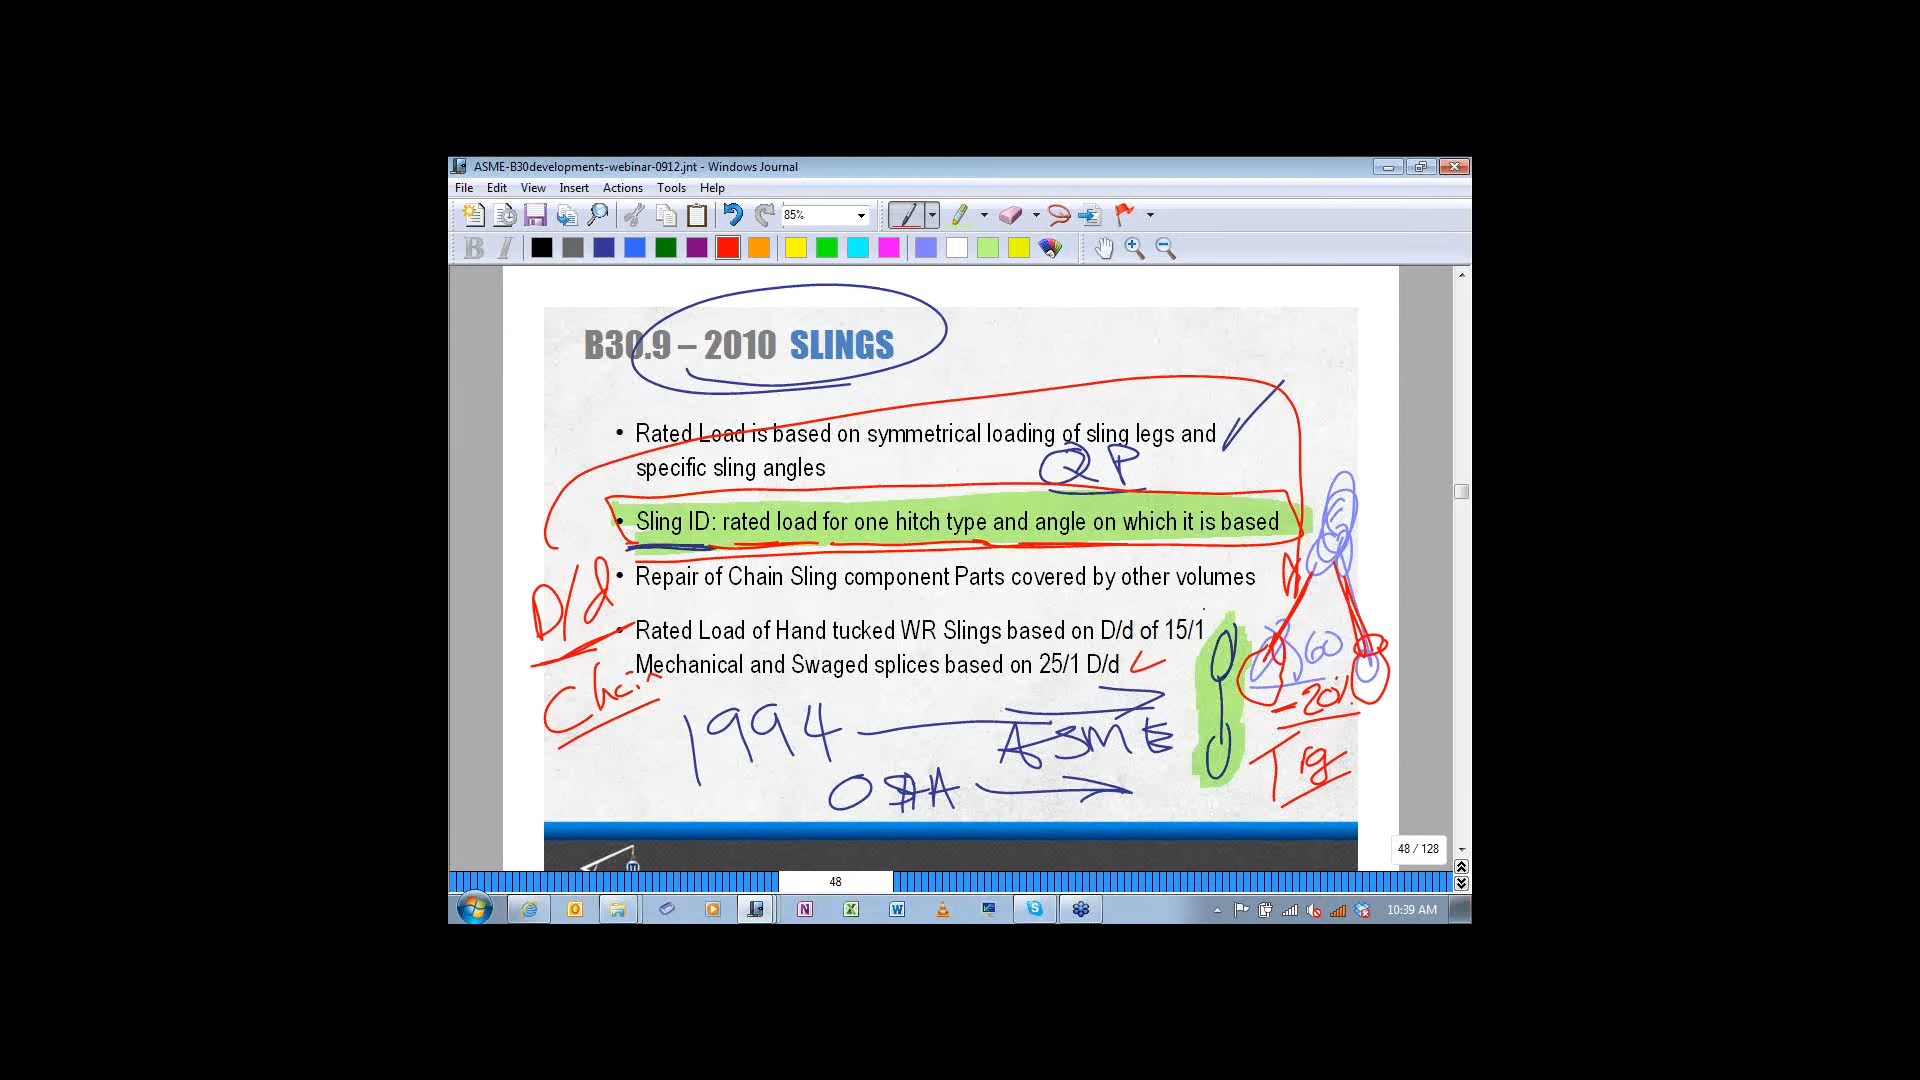 ASME-B30developments-webinar-0912.jnt - Windows Journal
File Edit View Insert Actions Tools Help
85%
B I
B30.9 – 2010 SLINGS
• Rated Load is based on symmetrical loading of sling legs and
specific sling angles
QP
• Sling ID: rated load for one hitch type and angle on which it is based
• Repair of Chain Sling component Parts covered by other volumes
D/d
• Rated Load of Hand tucked WR Slings based on D/d of 15/1
Mechanical and Swaged splices based on 25/1 D/d
60
Chain
20%
1994 ASME
OSHA
48 / 128
48
10:39 AM